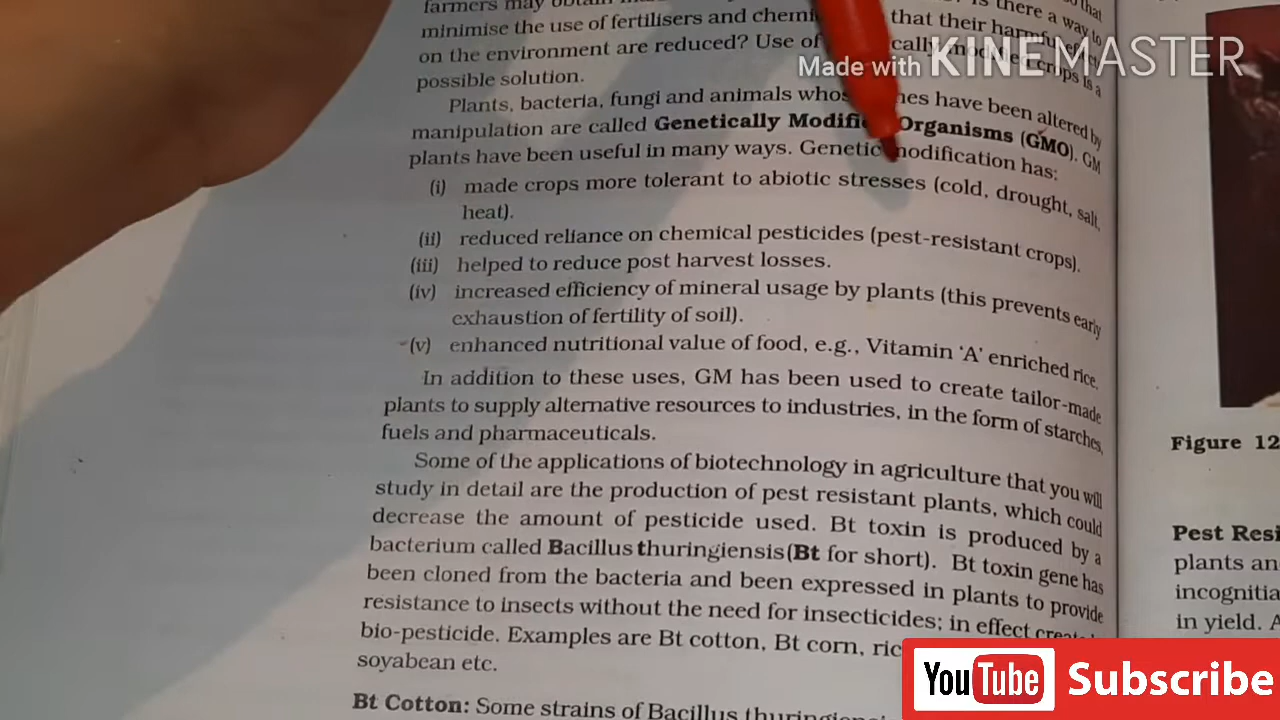 farmers may obtain
minimise the use of fertilisers and that their harmful
there a way to
that
on the environment are reduced? Use of crops is a
possible solution.
Made with KINEMASTER
Plants, bacteria, fungi and animals have been altered by
manipulation are called Genetically Organisms (GMO). GM
plants have been useful in many ways. Genetic modification has:
(i) made crops more tolerant to abiotic stresses (cold, drought, salt,
heat).
(ii) reduced reliance on chemical pesticides (pest-resistant crops).
(iii) helped to reduce post harvest losses.
(iv) increased efficiency of mineral usage by plants (this prevents early
exhaustion of fertility of soil).
(v) enhanced nutritional value of food, e.g., Vitamin ‘A’ enriched rice.
In addition to these uses, GM has been used to create tailor-made
plants to supply alternative resources to industries, in the form of starches,
fuels and pharmaceuticals.
Some of the applications of biotechnology in agriculture that you will
study in detail are the production of pest resistant plants, which could
decrease the amount of pesticide used. Bt toxin is produced by a
bacterium called Bacillus thuringiensis(Bt for short). Bt toxin gene has
been cloned from the bacteria and been expressed in plants to provide
resistance to insects without the need for insecticides; in effect
bio-pesticide. Examples are Bt cotton, Bt corn,
soyabean etc.
Bt Cotton: Some strains of Bacillus
Figure 12
Pest
plants
in yield.
YouTube Subscribe